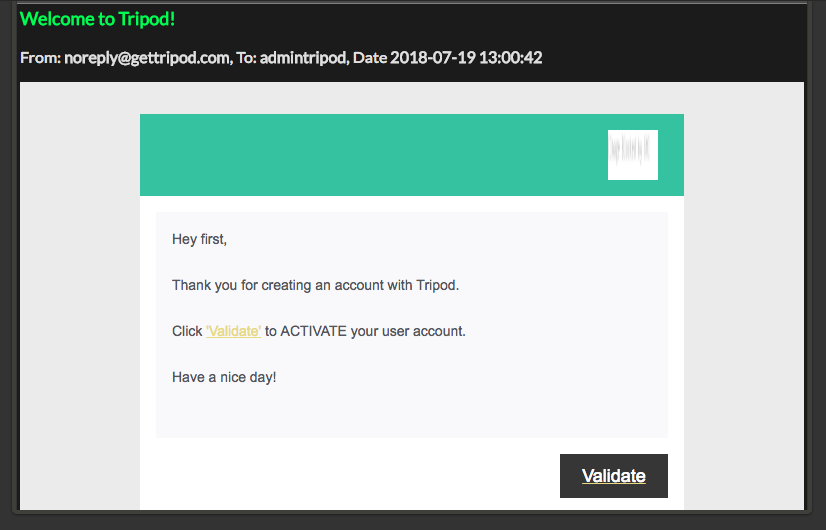 Welcome to Tripod!
From: noreply@gettripod.com, To: admintripod, Date 2018-07-19 13:00:42
Hey first,
Thank you for creating an account with Tripod.
Click 'Validate' to ACTIVATE your user account.
Have a nice day!
Validate